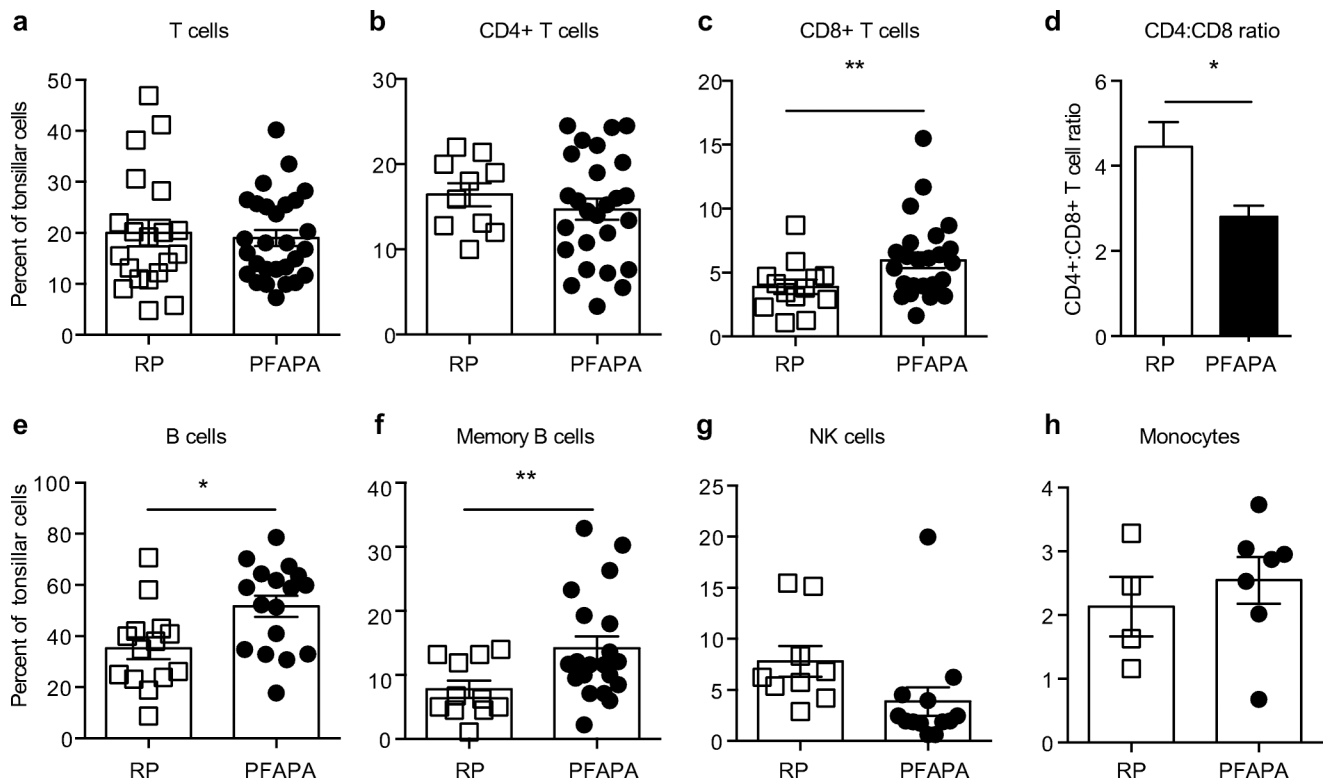 a
T cells
Percent of tonsillar cells
50
40
30
20
10
0
RP
PFAPA
b
CD4+ T cells
30
20
10
0
RP
PFAPA
c
CD8+ T cells
**
20
15
10
5
0
RP
PFAPA
d
CD4:CD8 ratio
*
CD4+:CD8+ T cell ratio
6
4
2
0
RP
PFAPA
e
B cells
*
Percent of tonsillar cells
100
80
60
40
20
0
RP
PFAPA
f
Memory B cells
**
40
30
20
10
0
RP
PFAPA
g
NK cells
25
20
15
10
5
0
RP
PFAPA
h
Monocytes
4
3
2
1
0
RP
PFAPA